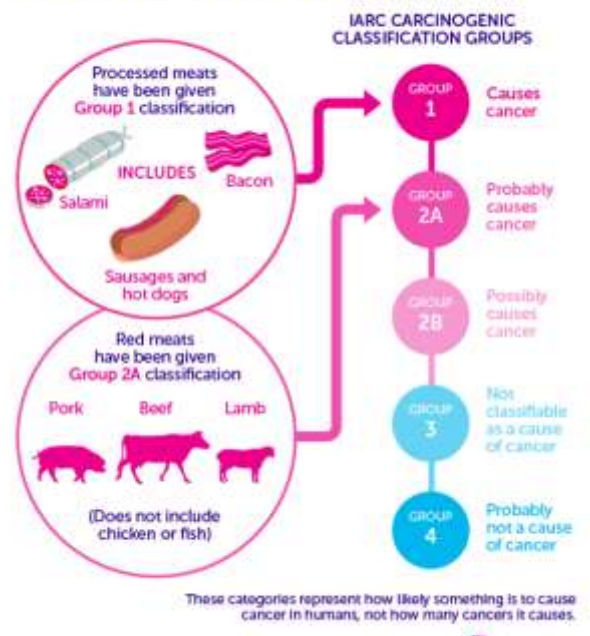 IARC CARCINOGENIC
CLASSIFICATION GROUPS
Processed meats
have been given
Group 1 classification
INCLUDES
Salami
Bacon
Sausages and
hot dogs
Red meats
have been given
Group 2A classification
Pork
Beef
Lamb
(Does not include
chicken or fish)
GROUP
1
Causes
cancer
GROUP
2A
Probably
causes
cancer
GROUP
2B
Possibly
causes
cancer
GROUP
3
Not
classifiable
as a cause
of cancer
GROUP
4
Probably
not a cause
of cancer
These categories represent how likely something is to cause
cancer in humans, not how many cancers it causes.